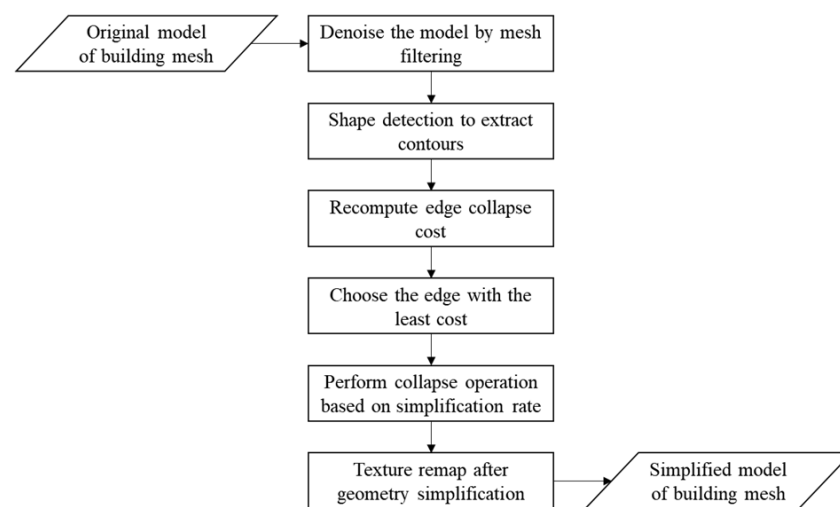 Original model
of building mesh
Denoise the model by mesh
filtering
Shape detection to extract
contours
Recompute edge collapse
cost
Choose the edge with the
least cost
Perform collapse operation
based on simplification rate
Texture remap after
geometry simplification
Simplified model
of building mesh